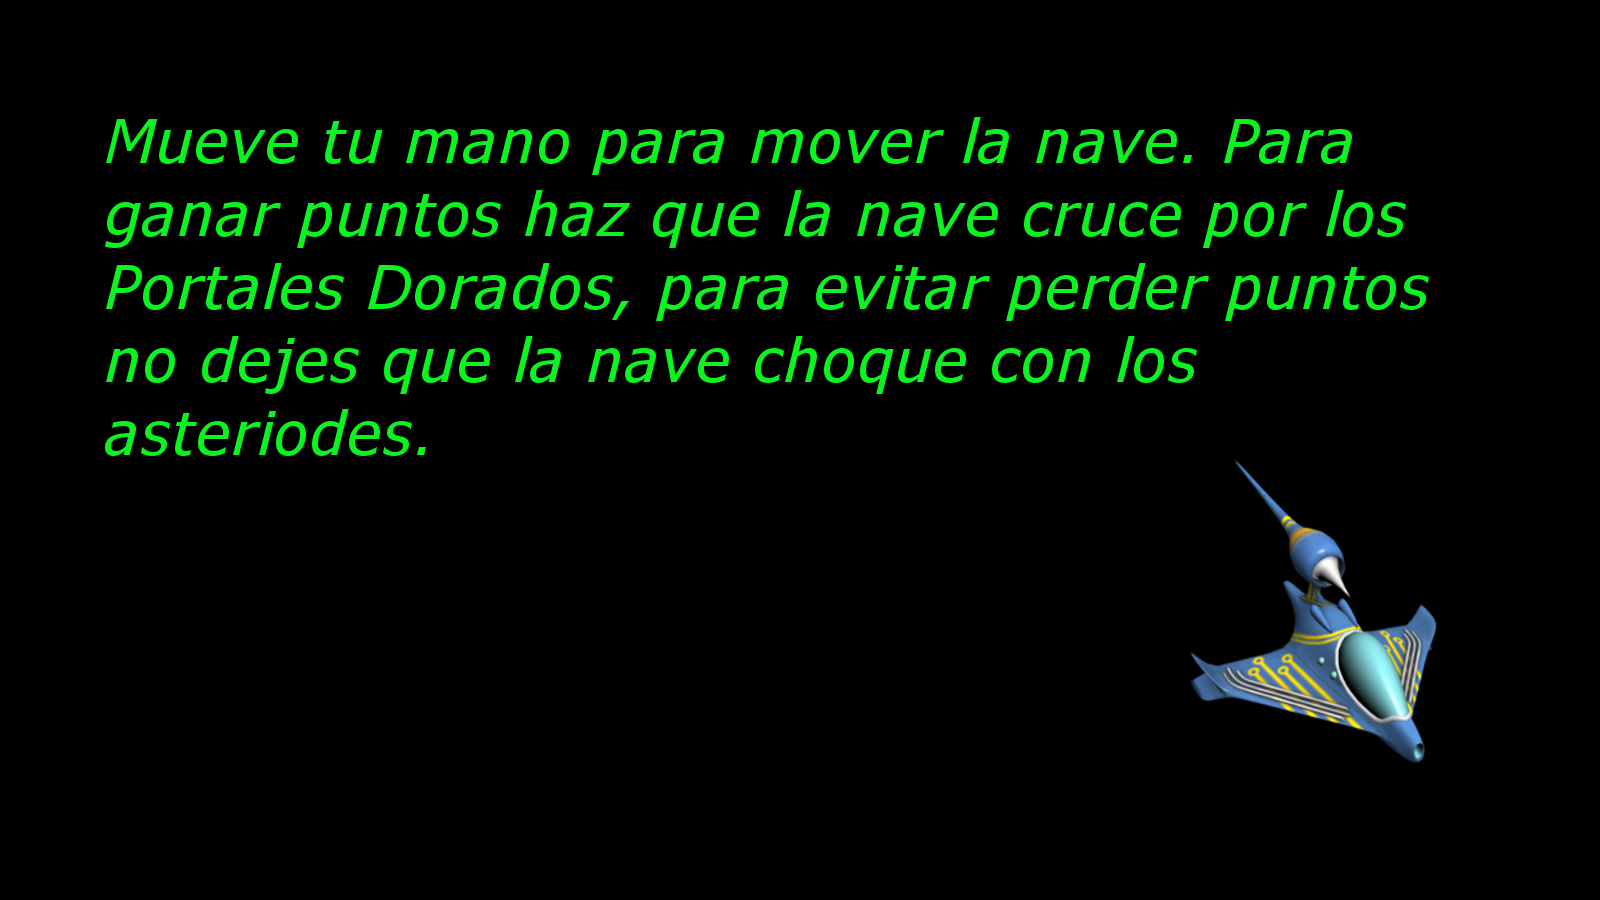 Mueve tu mano para mover la nave. Para
ganar puntos haz que la nave cruce por los
Portales Dorados, para evitar perder puntos
no dejes que la nave choque con los
asteriodes.